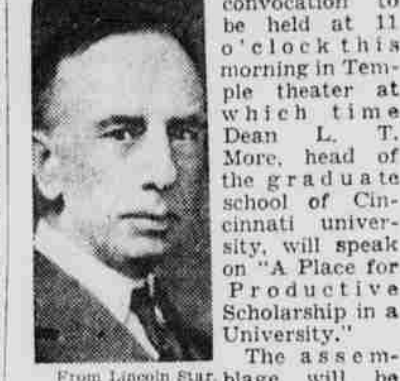 convocation to
be held at 11
o'clock this
morning in Tem-
ple theater at
which time
Dean L. T.
More, head of
the graduate
school of Cin-
cinnati univer-
sity, will speak
on "A Place for
Productive
Scholarship in a
University."
The assem-
From Lincoln Star.
blage will be